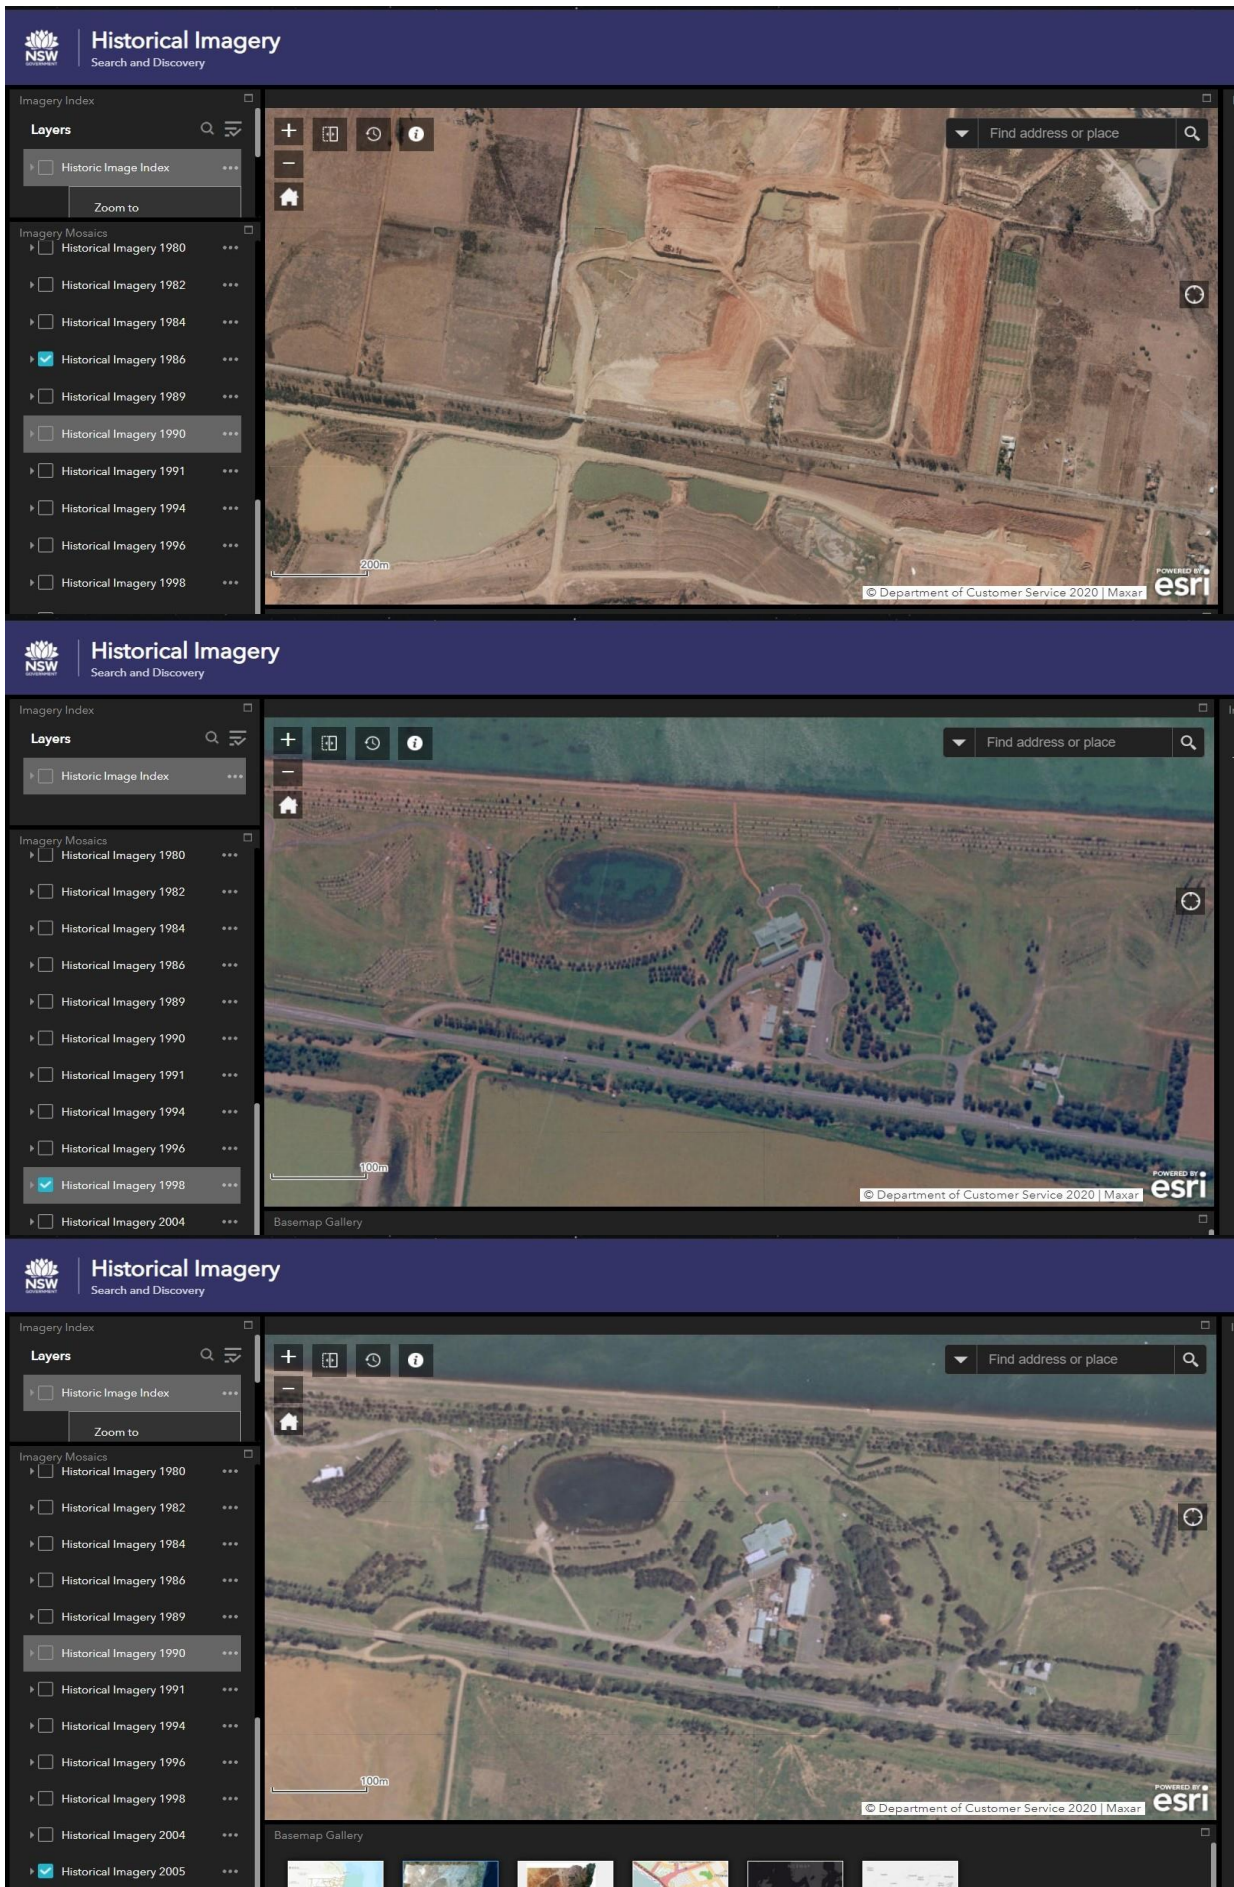 Historical Imagery
NSW
GOVERNMENT
Search and Discovery
Imagery Index
Layers
Find address or place
Historic Image Index
Zoom to
Imagery Mosaics
Historical Imagery 1980
Historical Imagery 1982
Historical Imagery 1984
Historical Imagery 1986
Historical Imagery 1989
Historical Imagery 1990
Historical Imagery 1991
Historical Imagery 1994
Historical Imagery 1996
Historical Imagery 1998
200m
POWERED BY
esri
© Department of Customer Service 2020 | Maxar
Historical Imagery
NSW
GOVERNMENT
Search and Discovery
Imagery Index
Layers
Find address or place
Historic Image Index
Imagery Mosaics
Historical Imagery 1980
Historical Imagery 1982
Historical Imagery 1984
Historical Imagery 1986
Historical Imagery 1989
Historical Imagery 1990
Historical Imagery 1991
Historical Imagery 1994
Historical Imagery 1996
Historical Imagery 1998
Historical Imagery 2004
100m
POWERED BY
esri
© Department of Customer Service 2020 | Maxar
Basemap Gallery
Historical Imagery
NSW
GOVERNMENT
Search and Discovery
Imagery Index
Layers
Find address or place
Historic Image Index
Zoom to
Imagery Mosaics
Historical Imagery 1980
Historical Imagery 1982
Historical Imagery 1984
Historical Imagery 1986
Historical Imagery 1989
Historical Imagery 1990
Historical Imagery 1991
Historical Imagery 1994
Historical Imagery 1996
Historical Imagery 1998
Historical Imagery 2004
Historical Imagery 2005
100m
POWERED BY
esri
© Department of Customer Service 2020 | Maxar
Basemap Gallery